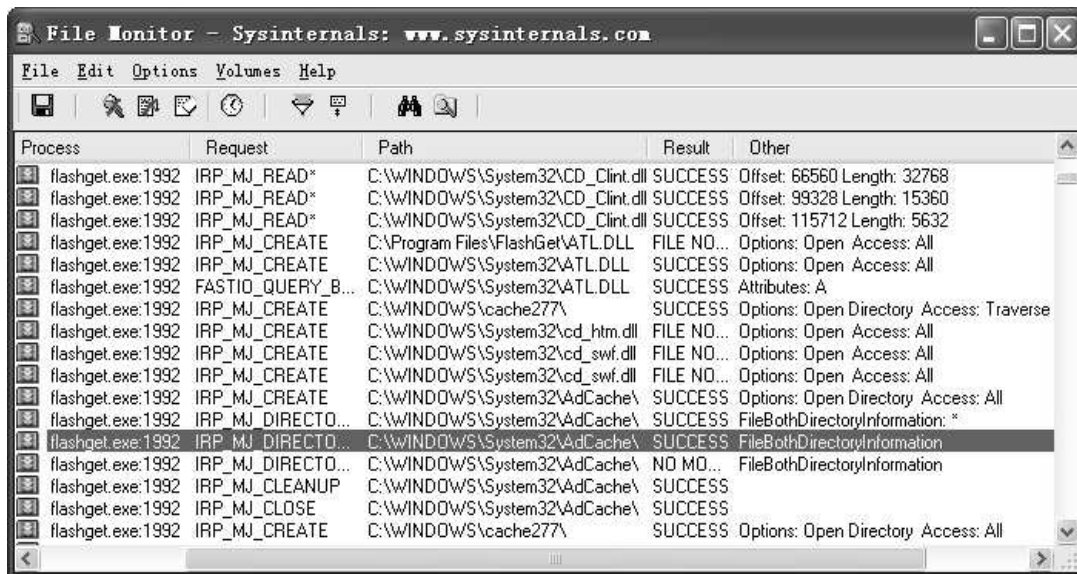 File Monitor - Sysinternals: www.sysinternals.com
File Edit Options Volumes Help
Process Request Path Result Other
flashget.exe:1992 IRP_MJ_READ* C:\WINDOWS\System32\CD_Clint.dll SUCCESS Offset: 66560 Length: 32768
flashget.exe:1992 IRP_MJ_READ* C:\WINDOWS\System32\CD_Clint.dll SUCCESS Offset: 99328 Length: 15360
flashget.exe:1992 IRP_MJ_READ* C:\WINDOWS\System32\CD_Clint.dll SUCCESS Offset: 115712 Length: 5632
flashget.exe:1992 IRP_MJ_CREATE C:\Program Files\FlashGet\ATL.DLL FILE NO... Options: Open Access: All
flashget.exe:1992 IRP_MJ_CREATE C:\WINDOWS\System32\ATL.DLL SUCCESS Options: Open Access: All
flashget.exe:1992 FASTIO_QUERY_B... C:\WINDOWS\System32\ATL.DLL SUCCESS Attributes: A
flashget.exe:1992 IRP_MJ_CREATE C:\WINDOWS\cache277\ SUCCESS Options: Open Directory Access: Traverse
flashget.exe:1992 IRP_MJ_CREATE C:\WINDOWS\System32\cd_htm.dll FILE NO... Options: Open Access: All
flashget.exe:1992 IRP_MJ_CREATE C:\WINDOWS\System32\cd_swf.dll FILE NO... Options: Open Access: All
flashget.exe:1992 IRP_MJ_CREATE C:\WINDOWS\System32\cd_swf.dll FILE NO... Options: Open Access: All
flashget.exe:1992 IRP_MJ_CREATE C:\WINDOWS\System32\AdCache\ SUCCESS Options: Open Directory Access: All
flashget.exe:1992 IRP_MJ_DIRECTO... C:\WINDOWS\System32\AdCache\ SUCCESS FileBothDirectoryInformation: *
flashget.exe:1992 IRP_MJ_DIRECTO... C:\WINDOWS\System32\AdCache\ SUCCESS FileBothDirectoryInformation
flashget.exe:1992 IRP_MJ_DIRECTO... C:\WINDOWS\System32\AdCache\ NO MO... FileBothDirectoryInformation
flashget.exe:1992 IRP_MJ_CLEANUP C:\WINDOWS\System32\AdCache\ SUCCESS
flashget.exe:1992 IRP_MJ_CLOSE C:\WINDOWS\System32\AdCache\ SUCCESS
flashget.exe:1992 IRP_MJ_CREATE C:\WINDOWS\cache277\ SUCCESS Options: Open Directory Access: All